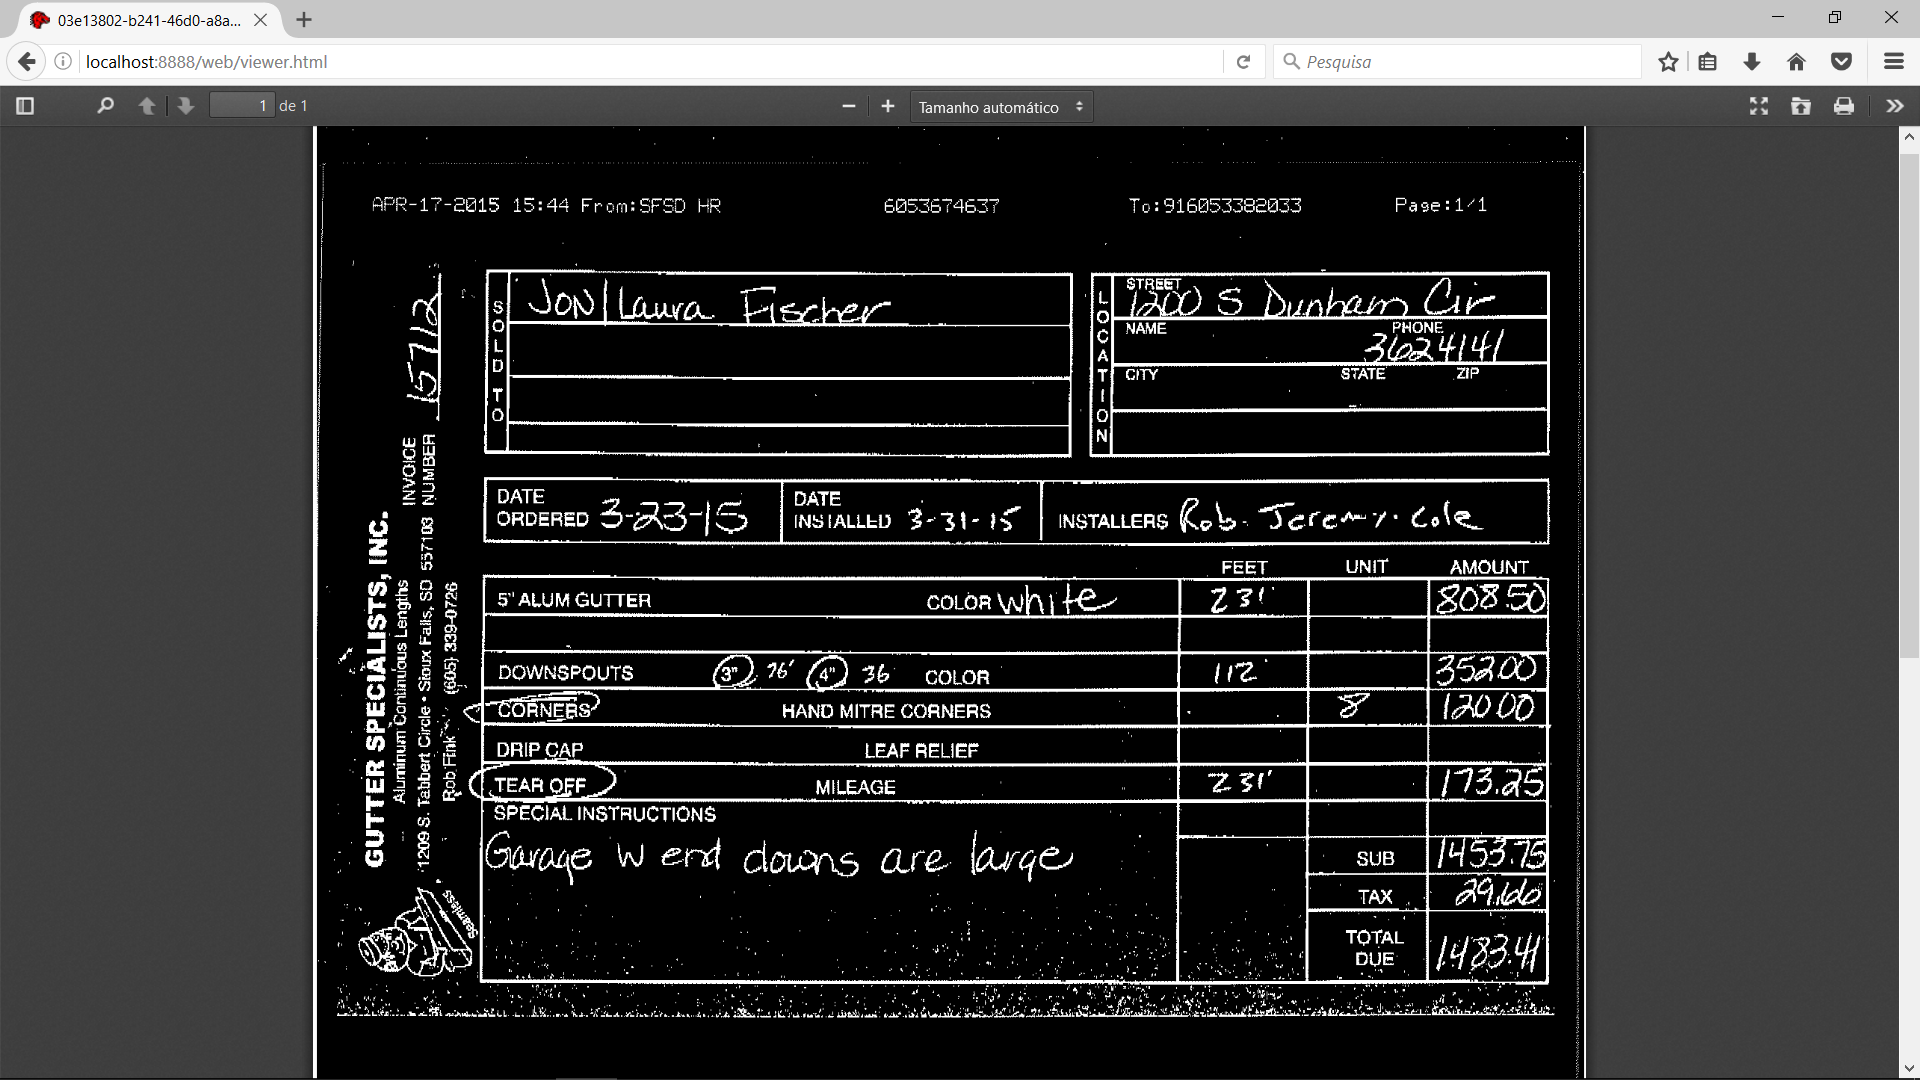 03e13802-b241-46d0-a8a...
localhost:8888/web/viewer.html
Pesquisa
1 de 1
Tamanho automático
APR-17-2015 15:44 From:SFSD HR 6053674637 To:916053382033 Page:1/1
SOLD TO
Jon/Laura Fischer
LOCATION
STREET
1200 S Dunham Cir
NAME PHONE
3624141
CITY STATE ZIP
GUTTER SPECIALISTS, INC.
Aluminum Continuous Lengths
1209 S. Tabbert Circle • Sioux Falls, SD 557103
Rob Fink (605) 339-0726
INVOICE
NUMBER 15712
Seamless
DATE ORDERED 3-23-15 DATE INSTALLED 3-31-15 INSTALLERS Rob. Jeremy. Cole
FEET UNIT AMOUNT
5" ALUM GUTTER COLOR White 231' 808.50
DOWNSPOUTS 3" 76' 4" 36 COLOR 112' 352.00
CORNERS HAND MITRE CORNERS 8 120.00
DRIP CAP LEAF RELIEF
TEAR OFF MILEAGE 231' 173.25
SPECIAL INSTRUCTIONS
Garage W end downs are large
SUB 1453.75
TAX 29.66
TOTAL DUE 1483.41